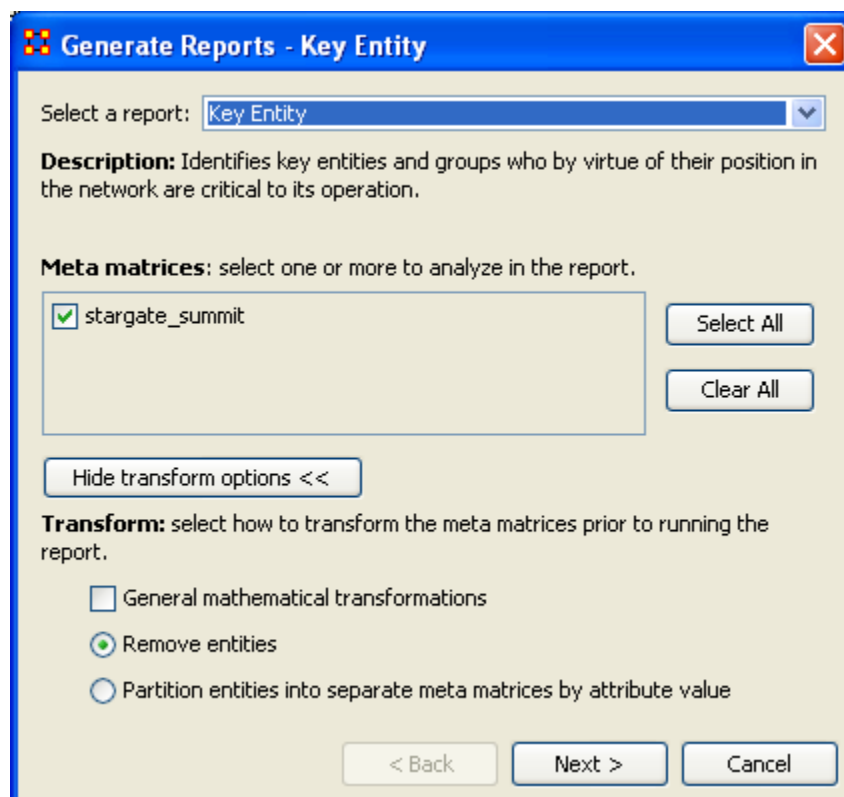 Generate Reports - Key Entity
Select a report: Key Entity
Description: Identifies key entities and groups who by virtue of their position in
the network are critical to its operation.
Meta matrices: select one or more to analyze in the report.
stargate_summit
Select All
Clear All
Hide transform options <<
Transform: select how to transform the meta matrices prior to running the
report.
General mathematical transformations
Remove entities
Partition entities into separate meta matrices by attribute value
< Back
Next >
Cancel